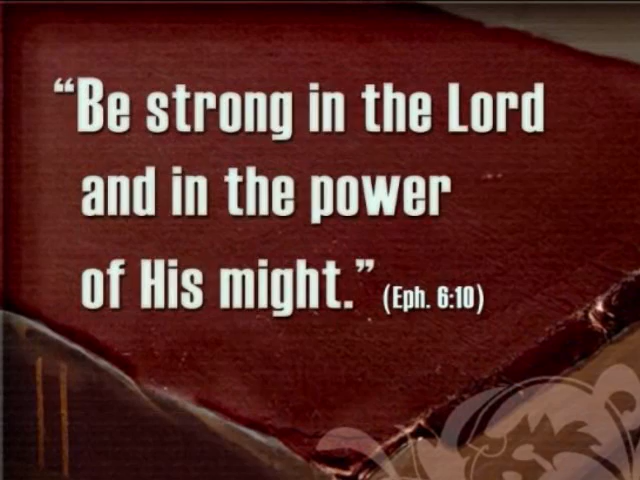 “Be strong in the Lord
and in the power
of His might.” (Eph. 6:10)